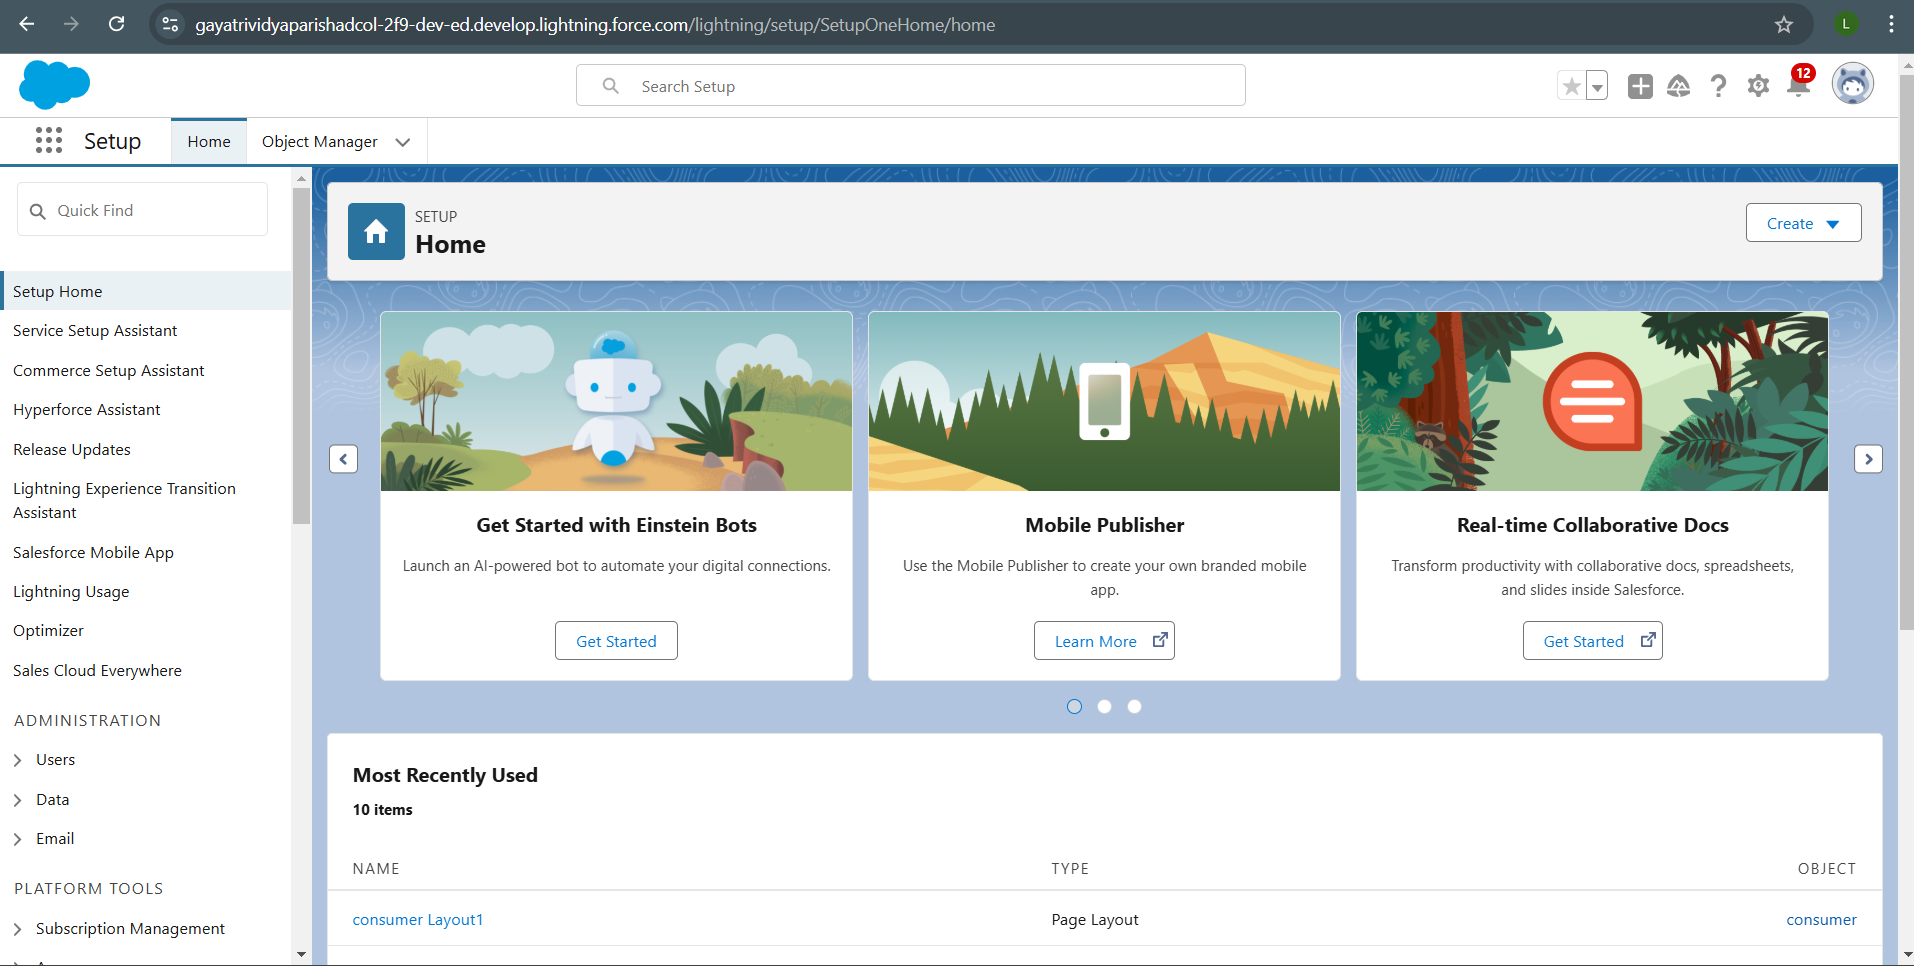 gayatrividyaparishadcol-2f9-dev-ed.develop.lightning.force.com/lightning/setup/SetupOneHome/home
L
Search Setup
12
Setup
Home
Object Manager
Quick Find
Setup Home
Service Setup Assistant
Commerce Setup Assistant
Hyperforce Assistant
Release Updates
Lightning Experience Transition
Assistant
Salesforce Mobile App
Lightning Usage
Optimizer
Sales Cloud Everywhere
ADMINISTRATION
Users
Data
Email
PLATFORM TOOLS
Subscription Management
SETUP
Home
Create
Get Started with Einstein Bots
Launch an AI-powered bot to automate your digital connections.
Get Started
Mobile Publisher
Use the Mobile Publisher to create your own branded mobile
app.
Learn More
Real-time Collaborative Docs
Transform productivity with collaborative docs, spreadsheets,
and slides inside Salesforce.
Get Started
Most Recently Used
10 items
NAME TYPE OBJECT
consumer Layout1 Page Layout consumer